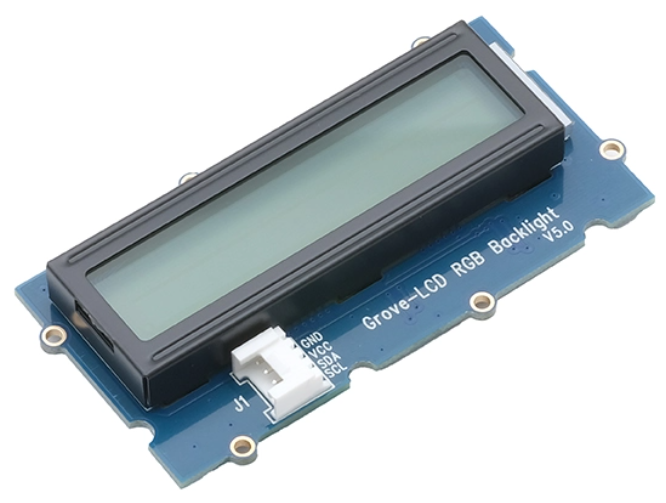 Grove-LCD RGB Backlight
V5.0
GND
VCC
SDA
SCL
J1